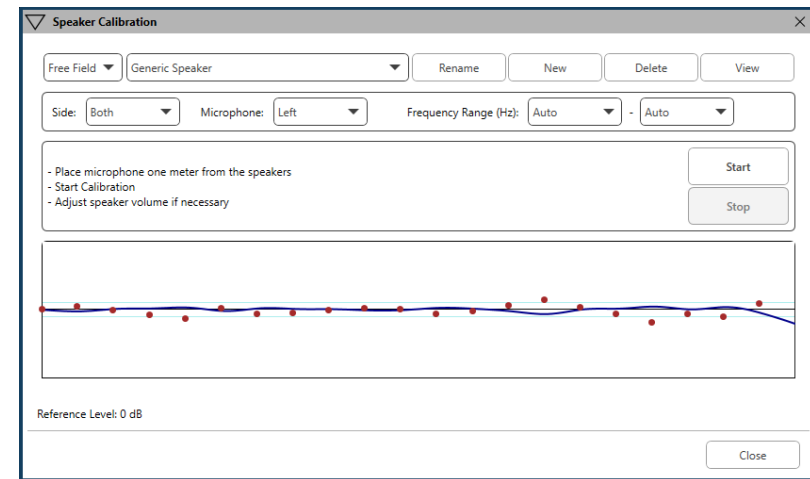 Speaker Calibration
Free Field Generic Speaker Rename New Delete View
Side: Both Microphone: Left Frequency Range (Hz): Auto - Auto
- Place microphone one meter from the speakers
- Start Calibration
- Adjust speaker volume if necessary
Start
Stop
Reference Level: 0 dB
Close